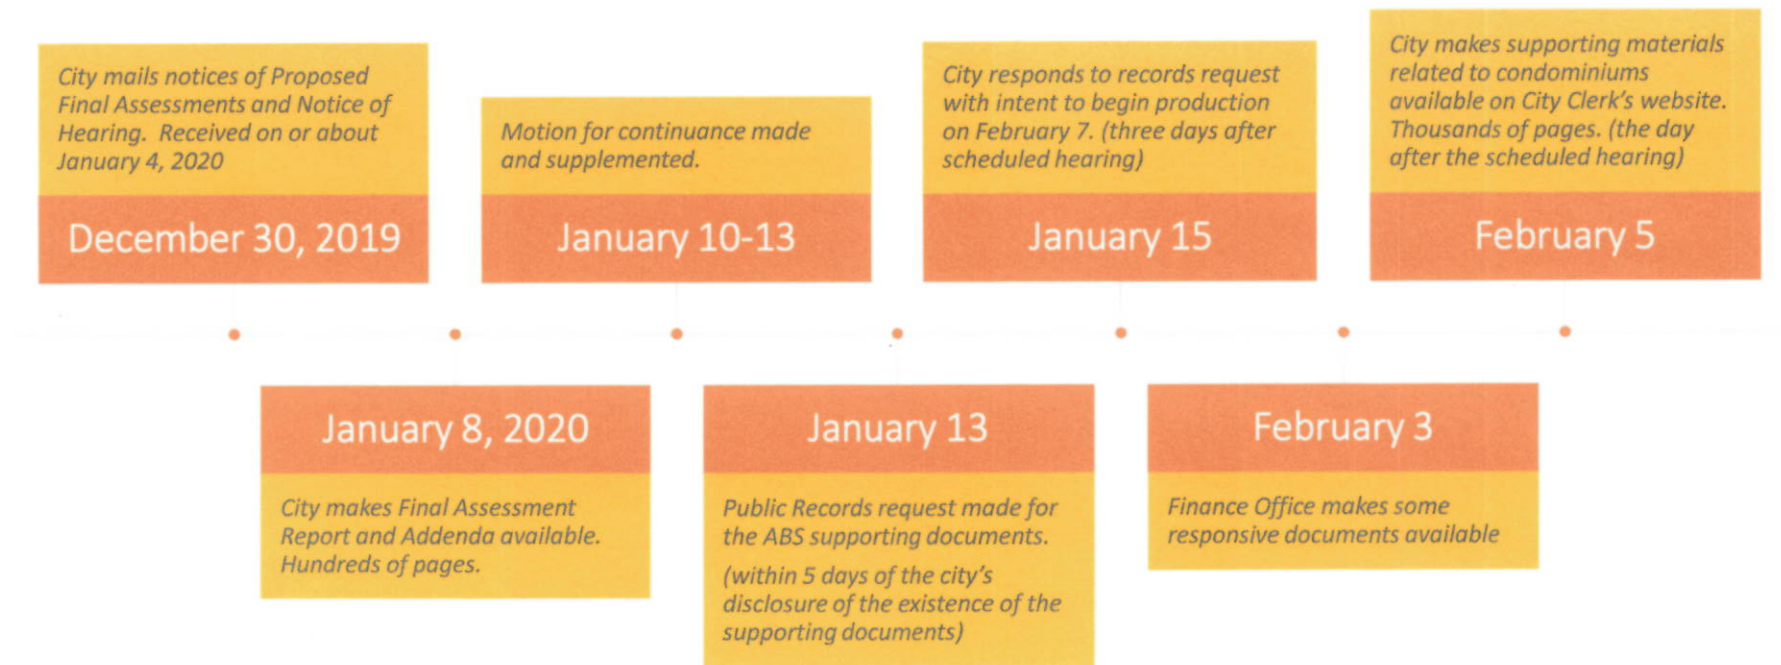 City mails notices of Proposed
Final Assessments and Notice of
Hearing.  Received on or about
January 4, 2020
December 30, 2019
January 8, 2020
City makes Final Assessment
Report and Addenda available.
Hundreds of pages.
Motion for continuance made
and supplemented.
January 10-13
January 13
Public Records request made for
the ABS supporting documents.
(within 5 days of the city's
disclosure of the existence of the
supporting documents)
City responds to records request
with intent to begin production
on February 7. (three days after
scheduled hearing)
January 15
February 3
Finance Office makes some
responsive documents available
City makes supporting materials
related to condominiums
available on City Clerk's website.
Thousands of pages. (the day
after the scheduled hearing)
February 5